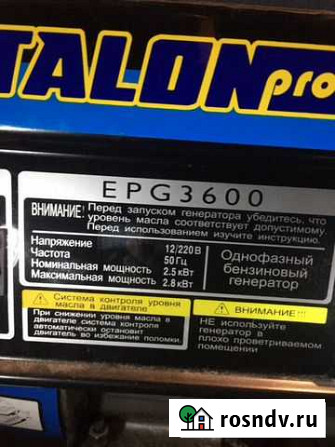 TALON pro
EPG3600
ВНИМАНИЕ: Перед запуском генератора убедитесь, что
уровень масла соответствует допустимому.
Перед использованием изучите инструкцию.
Напряжение 12/220В
Частота 50 Гц
Номинальная мощность 2.5 кВт
Максимальная мощность 2.8 кВт
Однофазный
бензиновый
генератор
Система контроля уровня
масла в двигателе
При снижении уровня масла в
двигателе система контроля
автоматически остановит
двигатель во избежание поломки.
ВНИМАНИЕ:
НЕ используйте
генератор в
плохо проветриваемом
помещении!
rosndv.ru